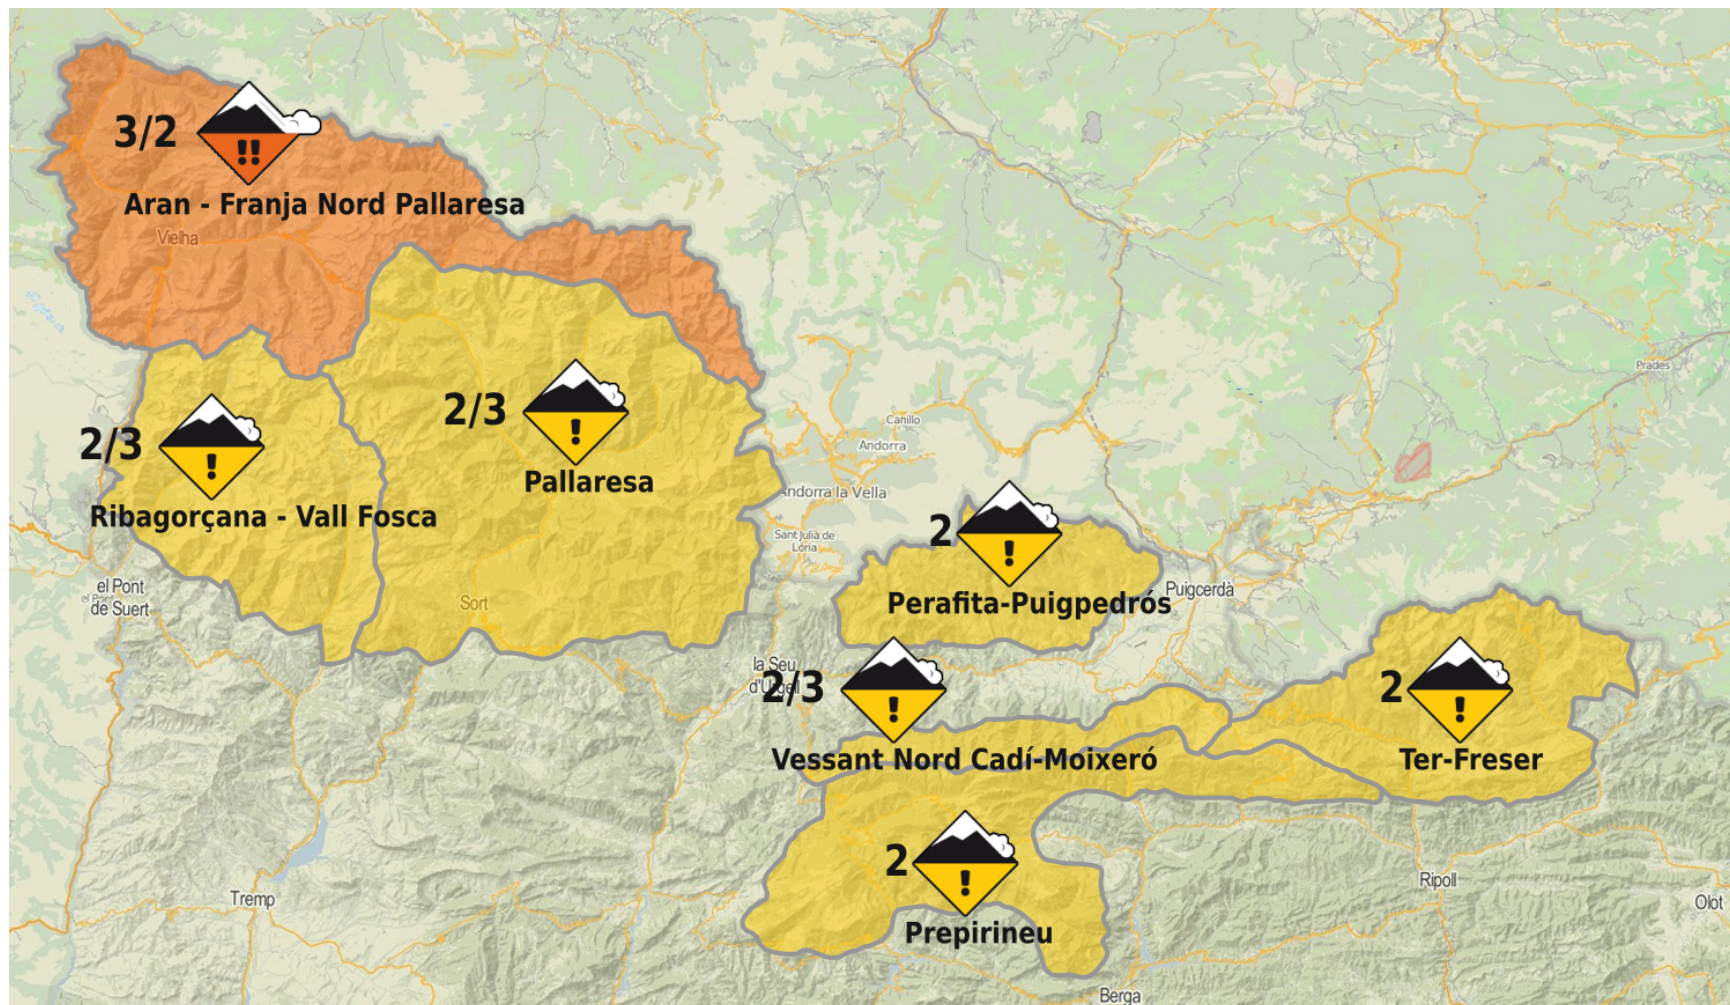 3/2
!!
Aran - Franja Nord Pallaresa
Vielha
2/3
!
Pallaresa
2/3
!
Ribagorçana - Vall Fosca
Prades
Canillo
Andorra
Andorra la Vella
Sant Julià de
Lòria
2
!
Perafita-Puigpedrós
Puigcerdà
el Pont
de Suert
Sort
la Seu
d'Urgell
2/3
!
Vessant Nord Cadí-Moixeró
2
!
Ter-Freser
2
!
Prepirineu
Tremp
Ripoll
Olot
Berga